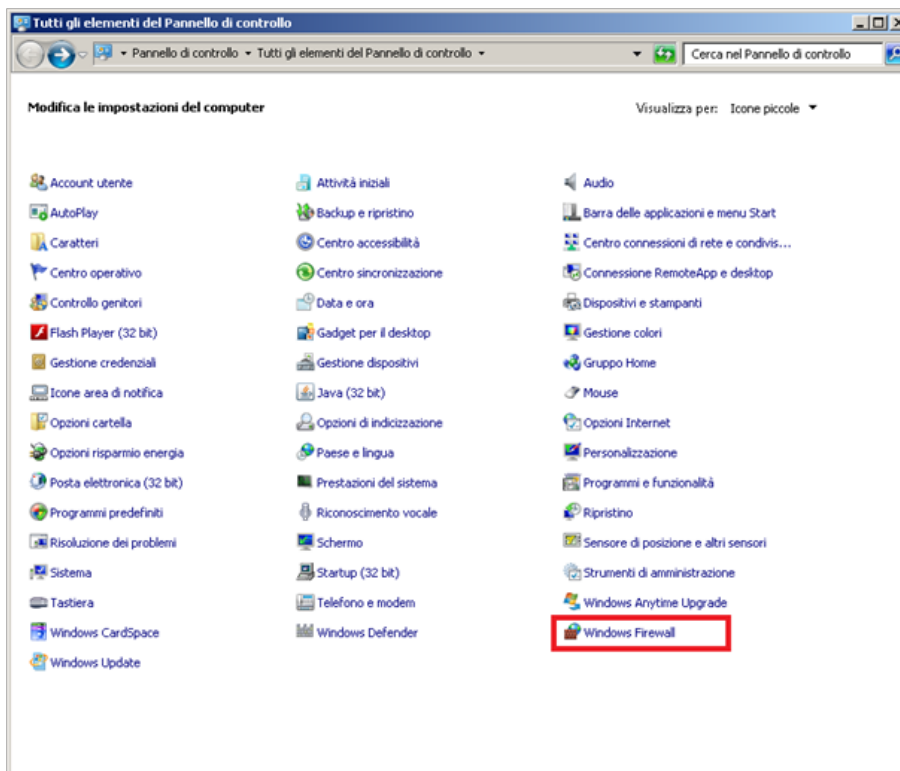 Tutti gli elementi del Pannello di controllo
Pannello di controllo Tutti gli elementi del Pannello di controllo Cerca nel Pannello di controllo
Modifica le impostazioni del computer Visualizza per: Icone piccole
Account utente Attività iniziali Audio
AutoPlay Backup e ripristino Barra delle applicazioni e menu Start
Caratteri Centro accessibilità Centro connessioni di rete e condivis...
Centro operativo Centro sincronizzazione Connessione RemoteApp e desktop
Controllo genitori Data e ora Dispositivi e stampanti
Flash Player (32 bit) Gadget per il desktop Gestione colori
Gestione credenziali Gestione dispositivi Gruppo Home
Icone area di notifica Java (32 bit) Mouse
Opzioni cartella Opzioni di indicizzazione Opzioni Internet
Opzioni risparmio energia Paese e lingua Personalizzazione
Posta elettronica (32 bit) Prestazioni del sistema Programmi e funzionalità
Programmi predefiniti Riconoscimento vocale Ripristino
Risoluzione dei problemi Schermo Sensore di posizione e altri sensori
Sistema Startup (32 bit) Strumenti di amministrazione
Tastiera Telefono e modem Windows Anytime Upgrade
Windows CardSpace Windows Defender Windows Firewall
Windows Update